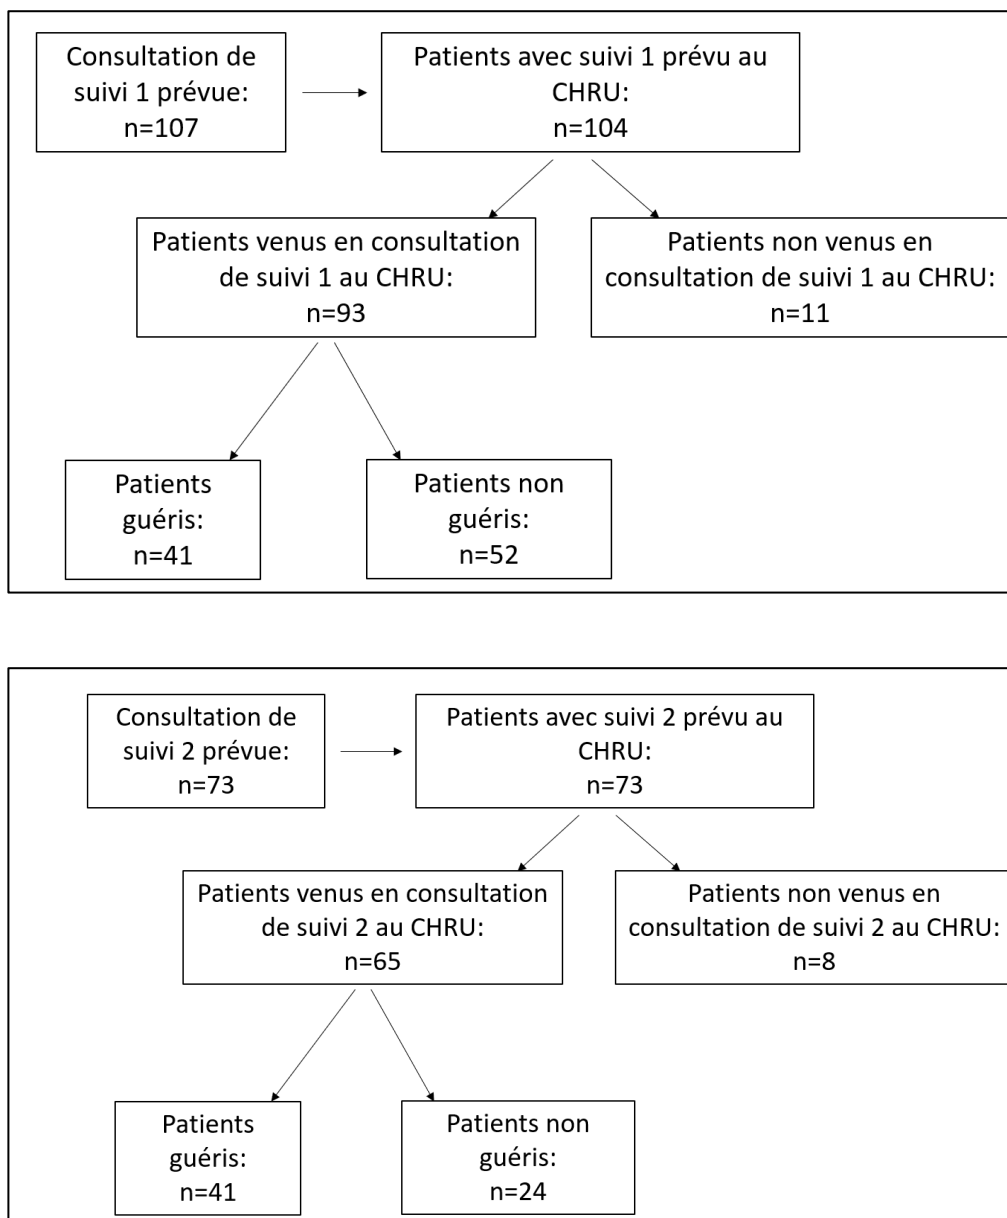 Consultation de
suivi 1 prévue:
n=107
Patients avec suivi 1 prévu au
CHRU:
n=104
Patients venus en consultation
de suivi 1 au CHRU:
n=93
Patients non venus en
consultation de suivi 1 au CHRU:
n=11
Patients
guéris:
n=41
Patients non
guéris:
n=52
Consultation de
suivi 2 prévue:
n=73
Patients avec suivi 2 prévu au
CHRU:
n=73
Patients venus en consultation
de suivi 2 au CHRU:
n=65
Patients non venus en
consultation de suivi 2 au CHRU:
n=8
Patients
guéris:
n=41
Patients non
guéris:
n=24